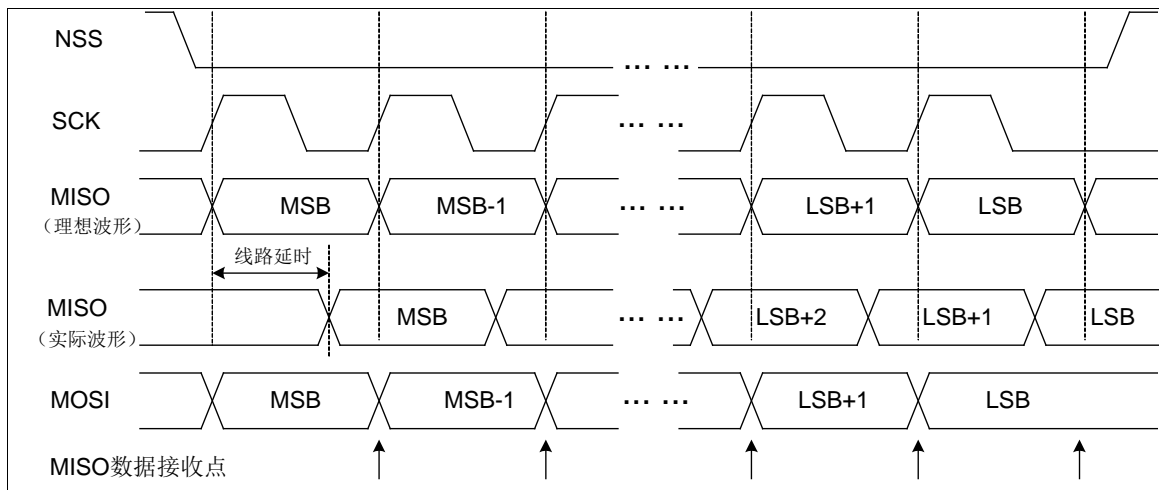 NSS
... ...
SCK
... ...
MISO
（理想波形）
MSB
MSB-1
... ...
LSB+1
LSB
线路延时
MISO
（实际波形）
MSB
... ...
LSB+2
LSB+1
LSB
MOSI
MSB
MSB-1
... ...
LSB+1
LSB
MISO数据接收点